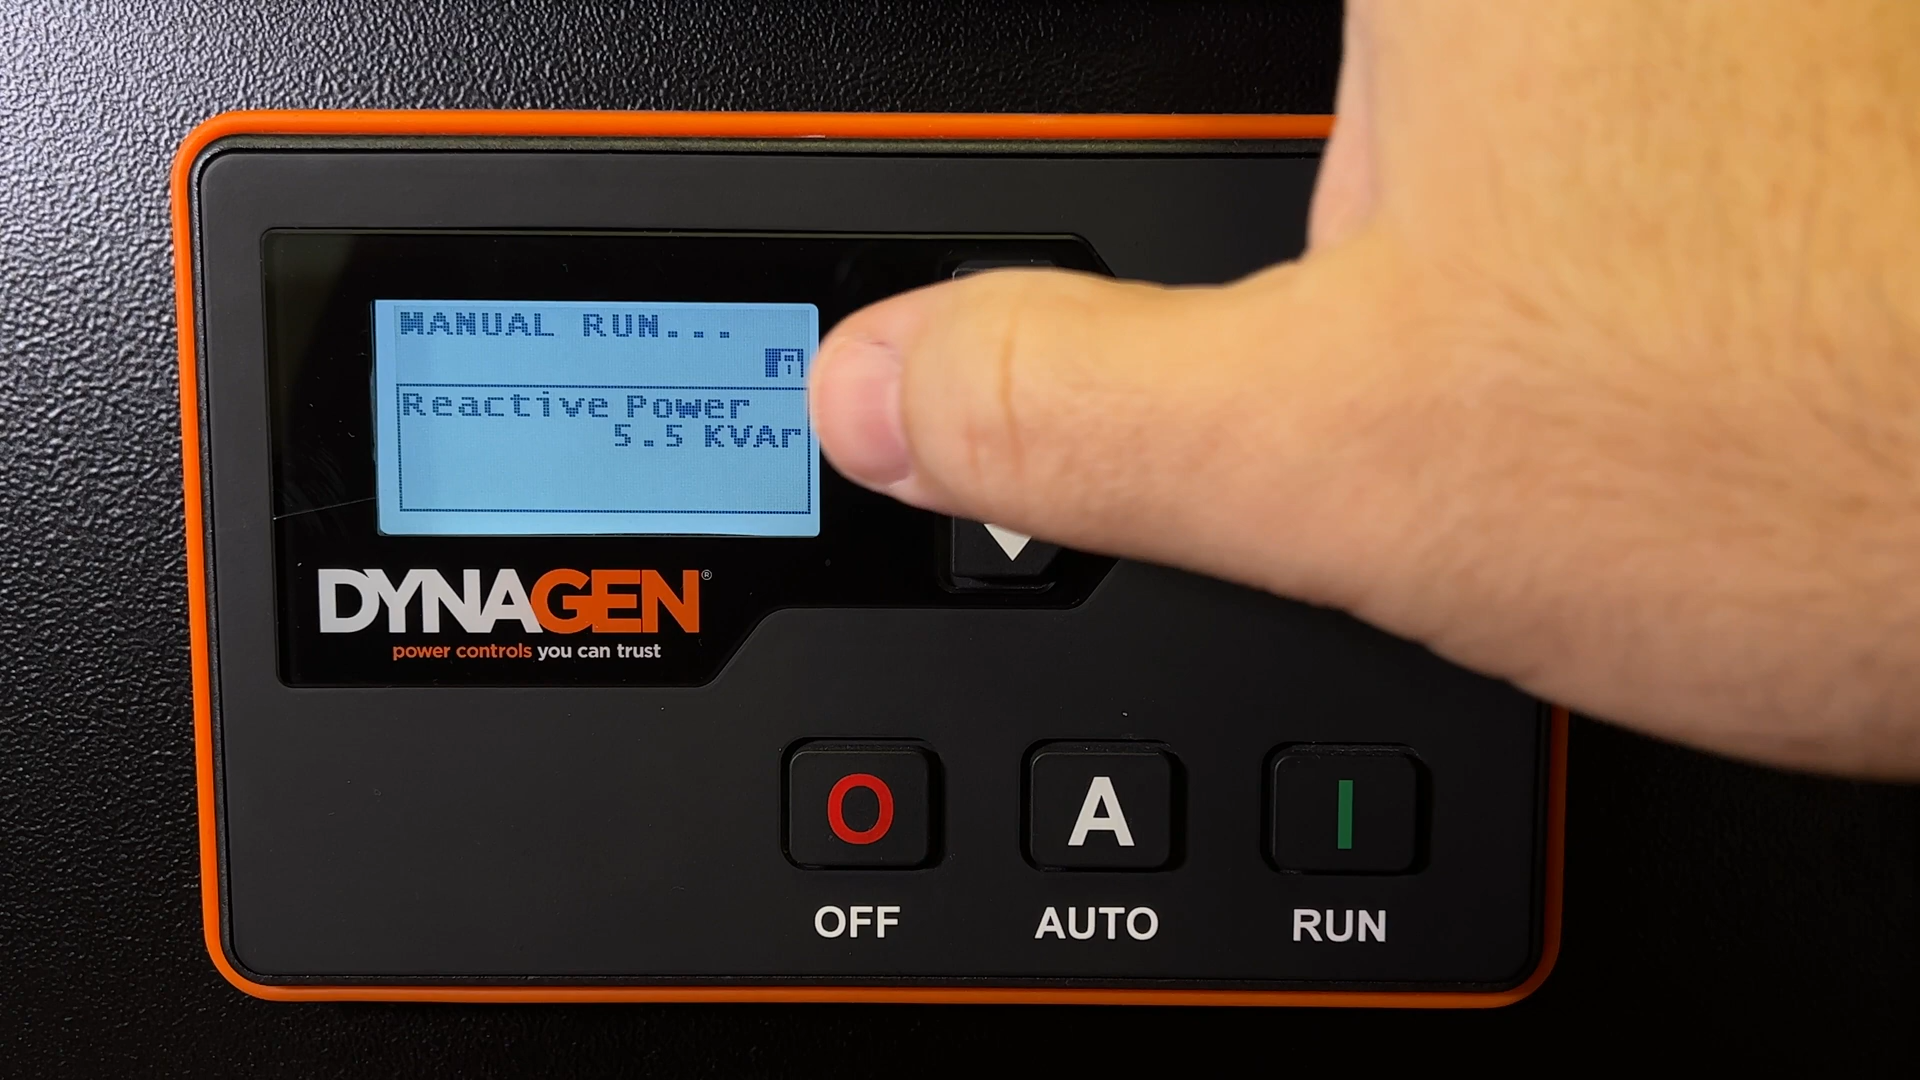 MANUAL RUN...
Reactive Power
5.5 KVAr
DYNAGEN®
power controls you can trust
O A I
OFF AUTO RUN